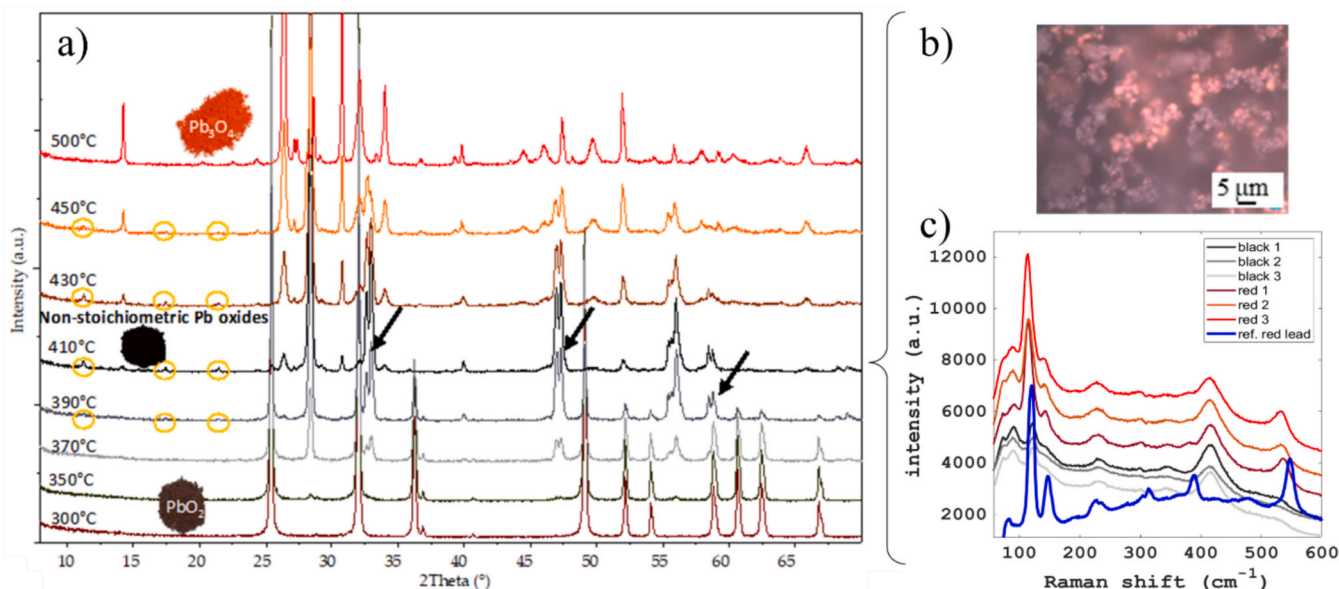 a)
Pb₃O₄
500°C
450°C
430°C
Non-stoichiometric Pb oxides
410°C
390°C
370°C
350°C
PbO₂
300°C
Intensity (a.u.)
10 15 20 25 30 35 40 45 50 55 60 65
2Theta (°)
b)
5 µm
c)
black 1
black 2
black 3
red 1
red 2
red 3
ref. red lead
12000
10000
8000
6000
4000
2000
intensity (a.u.)
100 200 300 400 500 600
Raman shift (cm⁻¹)